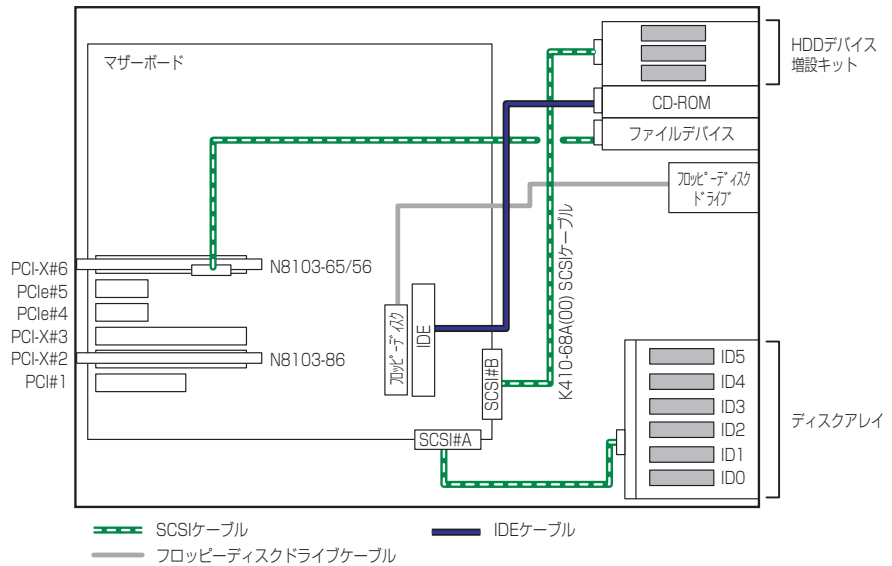 マザーボード
HDDデバイス
増設キット
CD-ROM
ファイルデバイス
フロッピーディスク
ドライブ
K410-68A(00) SCSIケーブル
PCI-X#6
N8103-65/56
PCIe#5
PCIe#4
PCI-X#3
PCI-X#2
N8103-86
PCI#1
フロッピーディスク
IDE
SCSI#B
SCSI#A
ID5
ID4
ID3
ID2
ID1
ID0
ディスクアレイ
SCSIケーブル
IDEケーブル
フロッピーディスクドライブケーブル